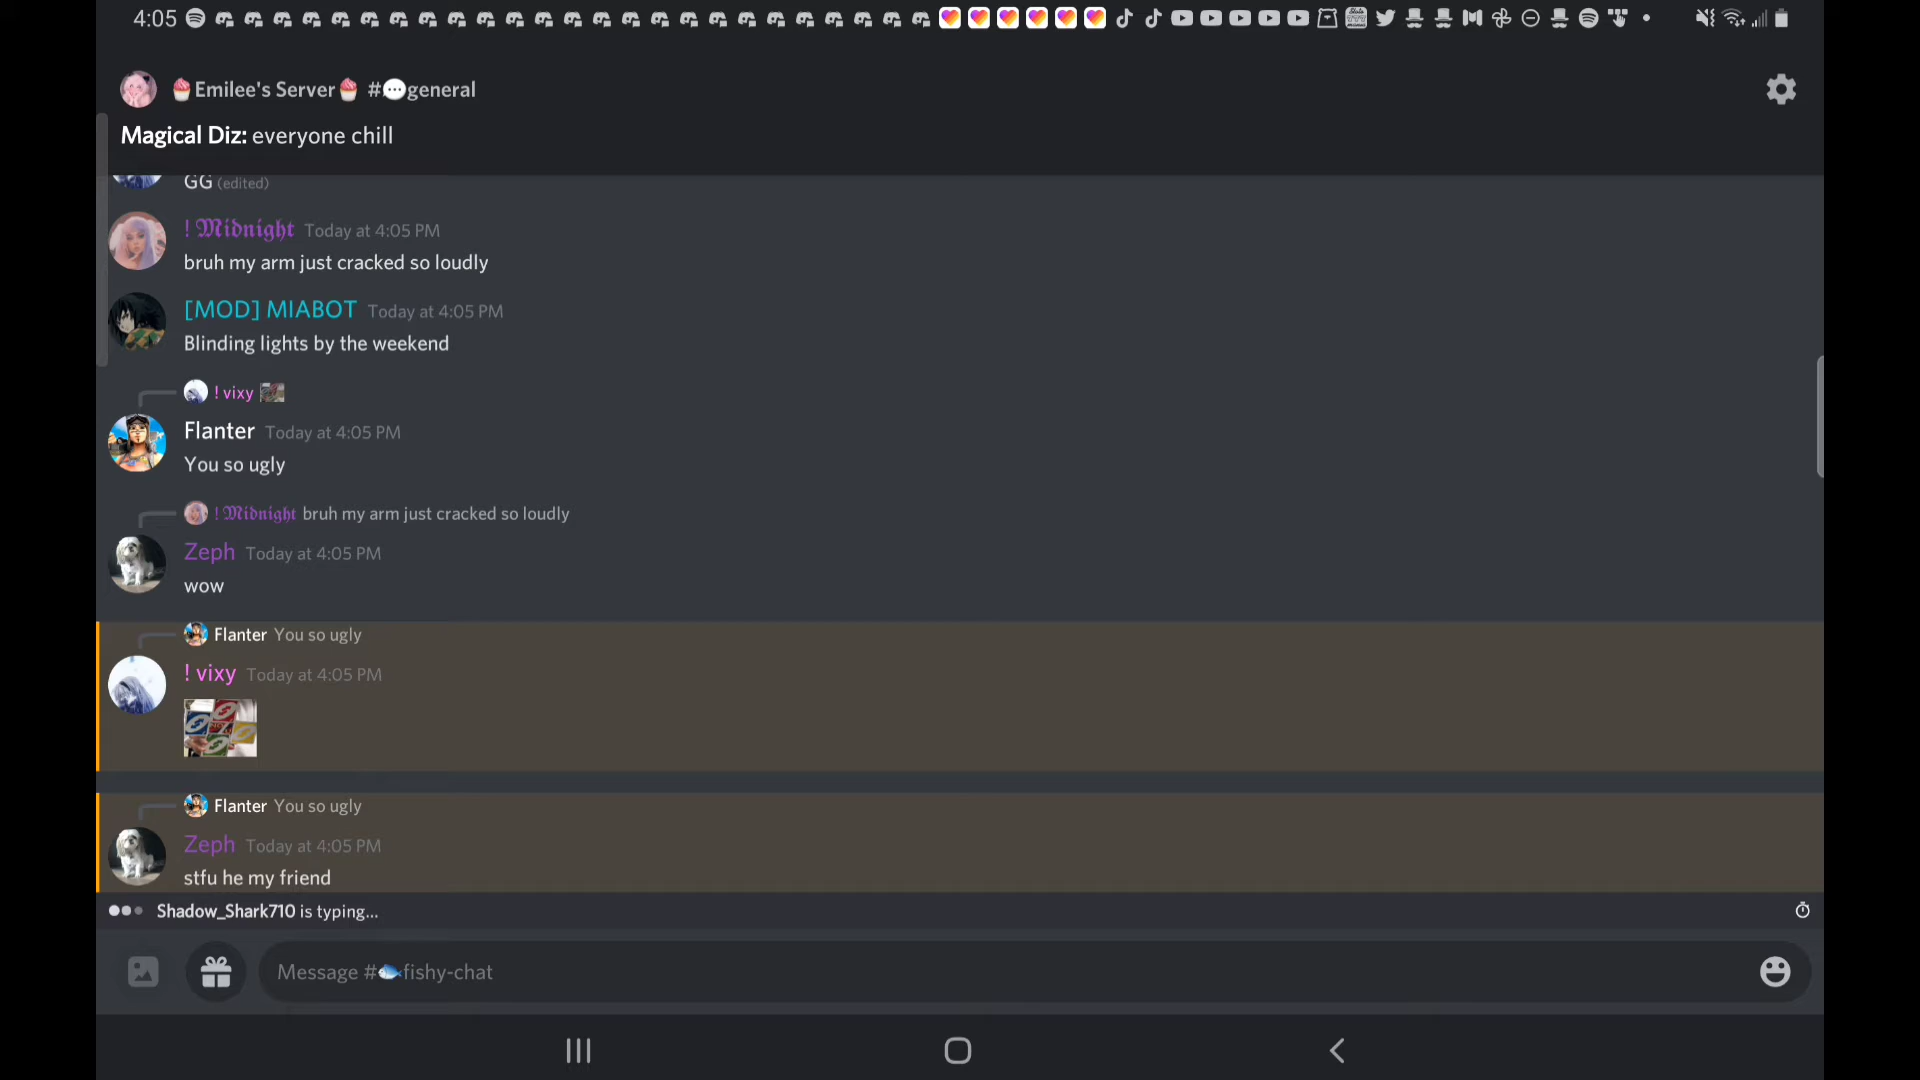 4:05
🧁Emilee's Server🧁 #💬general
Magical Diz: everyone chill
GG (edited)
! 𝕸𝖎𝖉𝖓𝖎𝖌𝖍𝖙 Today at 4:05 PM
bruh my arm just cracked so loudly
[MOD] MIABOT Today at 4:05 PM
Blinding lights by the weekend
! vixy
Flanter Today at 4:05 PM
You so ugly
! 𝕸𝖎𝖉𝖓𝖎𝖌𝖍𝖙 bruh my arm just cracked so loudly
Zeph Today at 4:05 PM
wow
Flanter You so ugly
! vixy Today at 4:05 PM
Flanter You so ugly
Zeph Today at 4:05 PM
stfu he my friend
Shadow_Shark710 is typing...
Message #🐟fishy-chat